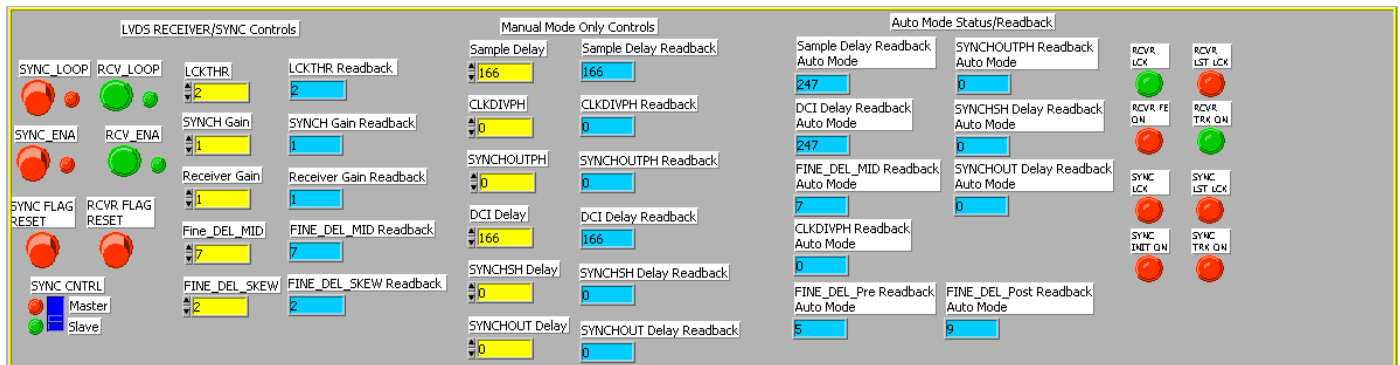 LVDS RECEIVER/SYNC Controls
SYNC_LOOP
RCV_LOOP
SYNC_ENA
RCV_ENA
SYNC FLAG
RESET
RCVR FLAG
RESET
SYNC CNTRL
Master
Slave
LCKTHR
2
LCKTHR Readback
2
SYNCH Gain
1
SYNCH Gain Readback
1
Receiver Gain
1
Receiver Gain Readback
1
Fine_DEL_MID
7
FINE_DEL_MID Readback
7
FINE_DEL_SKEW
2
FINE_DEL_SKEW Readback
2
Manual Mode Only Controls
Sample Delay
166
Sample Delay Readback
166
CLKDIVPH
0
CLKDIVPH Readback
0
SYNCHOUTPH
0
SYNCHOUTPH Readback
0
DCI Delay
166
DCI Delay Readback
166
SYNCHSH Delay
0
SYNCHSH Delay Readback
0
SYNCHOUT Delay
0
SYNCHOUT Delay Readback
0
Auto Mode Status/Readback
Sample Delay Readback
Auto Mode
247
SYNCHOUTPH Readback
Auto Mode
0
DCI Delay Readback
Auto Mode
247
SYNCHSH Delay Readback
Auto Mode
0
FINE_DEL_MID Readback
Auto Mode
7
SYNCHOUT Delay Readback
Auto Mode
0
CLKDIVPH Readback
Auto Mode
0
FINE_DEL_Pre Readback
Auto Mode
5
FINE_DEL_Post Readback
Auto Mode
9
RCVR
LCK
RCVR
LST LCK
RCVR FE
ON
RCVR
TRK ON
SYNC
LCK
SYNC
LST LCK
SYNC
INIT ON
SYNC
TRK ON